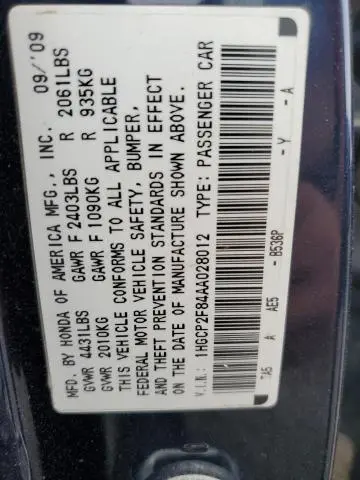 MFD. BY HONDA OF AMERICA MFG., INC. 09/'09
GVWR 4431LBS GAWR F 2403LBS R 2061LBS
GVWR 2010KG GAWR F 1090KG R 935KG
THIS VEHICLE CONFORMS TO ALL APPLICABLE
FEDERAL MOTOR VEHICLE SAFETY, BUMPER,
AND THEFT PREVENTION STANDARDS IN EFFECT
ON THE DATE OF MANUFACTURE SHOWN ABOVE.
V.I.N.: 1HGCP2F84AA028012 TYPE: PASSENGER CAR
TA5 A AE5 - B536P - Y - A